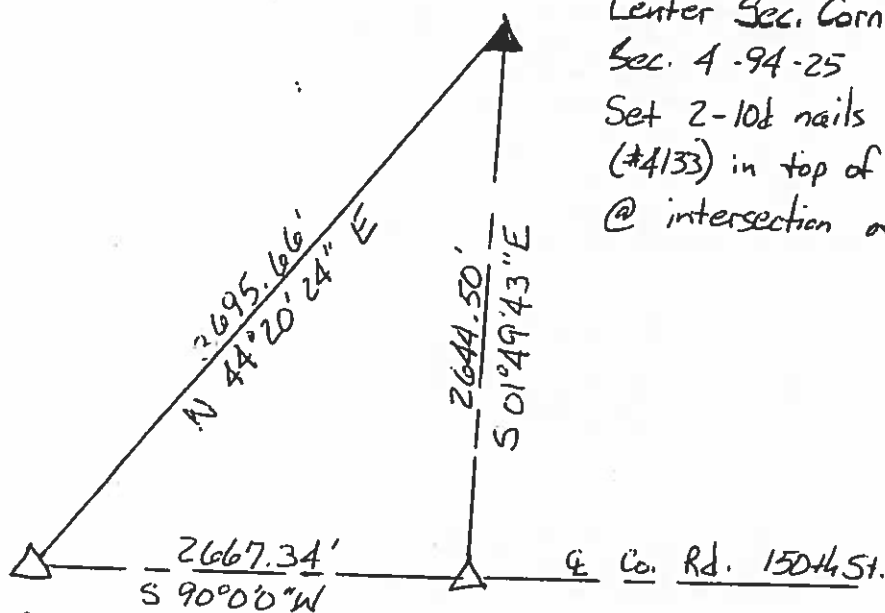 Center Sec. Corn
Sec. 4-94-25
Set 2-10d nails
(#4133) in top of
@ intersection o
2695.66'
N 44°20'24" E
2644.50'
S 01°49'43"E
2667.34'
S 90°0'0"W
℄ Co. Rd. 150th St.